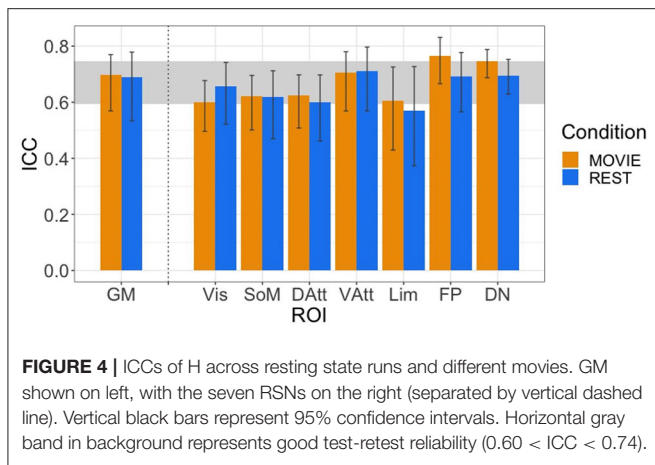 0.8
0.6
0.4
0.2
0.0
ICC
GM Vis SoM DAtt VAtt Lim FP DN
ROI
Condition
MOVIE
REST
FIGURE 4 | ICCs of H across resting state runs and different movies. GM
shown on left, with the seven RSNs on the right (separated by vertical dashed
line). Vertical black bars represent 95% confidence intervals. Horizontal gray
band in background represents good test-retest reliability (0.60 < ICC < 0.74).